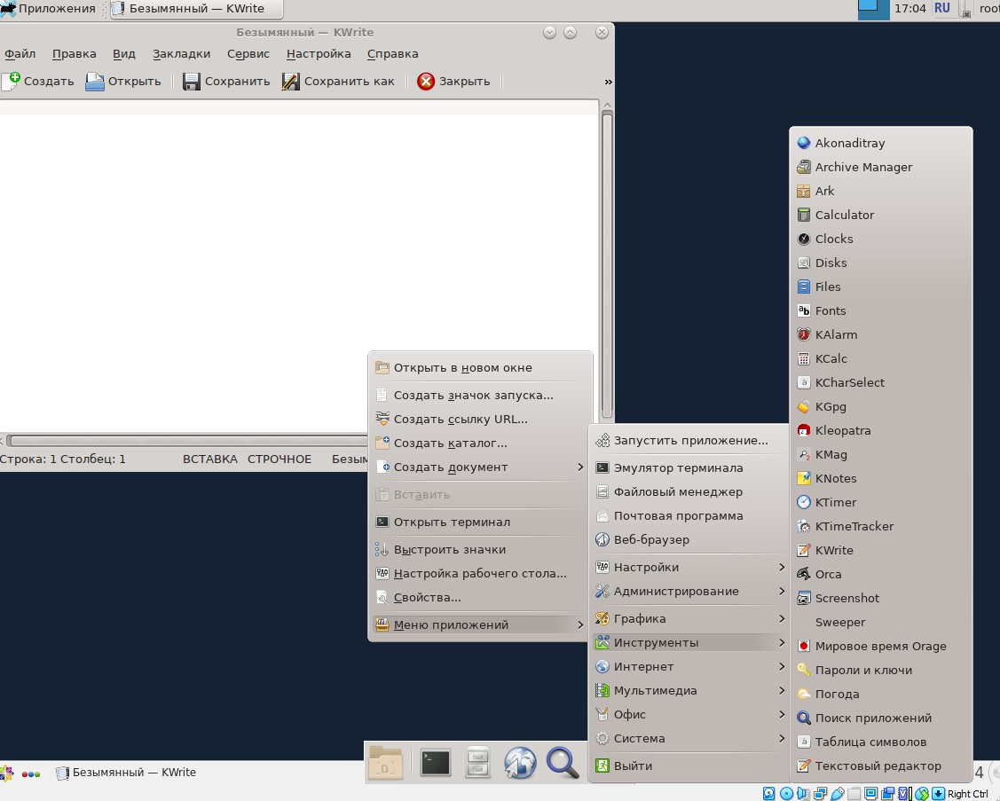 Приложения
Безымянный — KWrite
17:04
RU
root
Безымянный — KWrite
Файл Правка Вид Закладки Сервис Настройка Справка
Создать Открыть Сохранить Сохранить как Закрыть »
Строка: 1 Столбец: 1 ВСТАВКА СТРОЧНОЕ Безым
Открыть в новом окне
Создать значок запуска...
Создать ссылку URL...
Создать каталог...
Создать документ
Вставить
Открыть терминал
Выстроить значки
Настройка рабочего стола...
Свойства...
Меню приложений
Запустить приложение...
Эмулятор терминала
Файловый менеджер
Почтовая программа
Веб-браузер
Настройки
Администрирование
Графика
Инструменты
Интернет
Мультимедиа
Офис
Система
Выйти
Akonaditray
Archive Manager
Ark
Calculator
Clocks
Disks
Files
Fonts
KAlarm
KCalc
KCharSelect
KGpg
Kleopatra
KMag
KNotes
KTimer
KTimeTracker
KWrite
Orca
Screenshot
Sweeper
Мировое время Orage
Пароли и ключи
Погода
Поиск приложений
Таблица символов
Текстовый редактор
Безымянный — KWrite
4
Right Ctrl